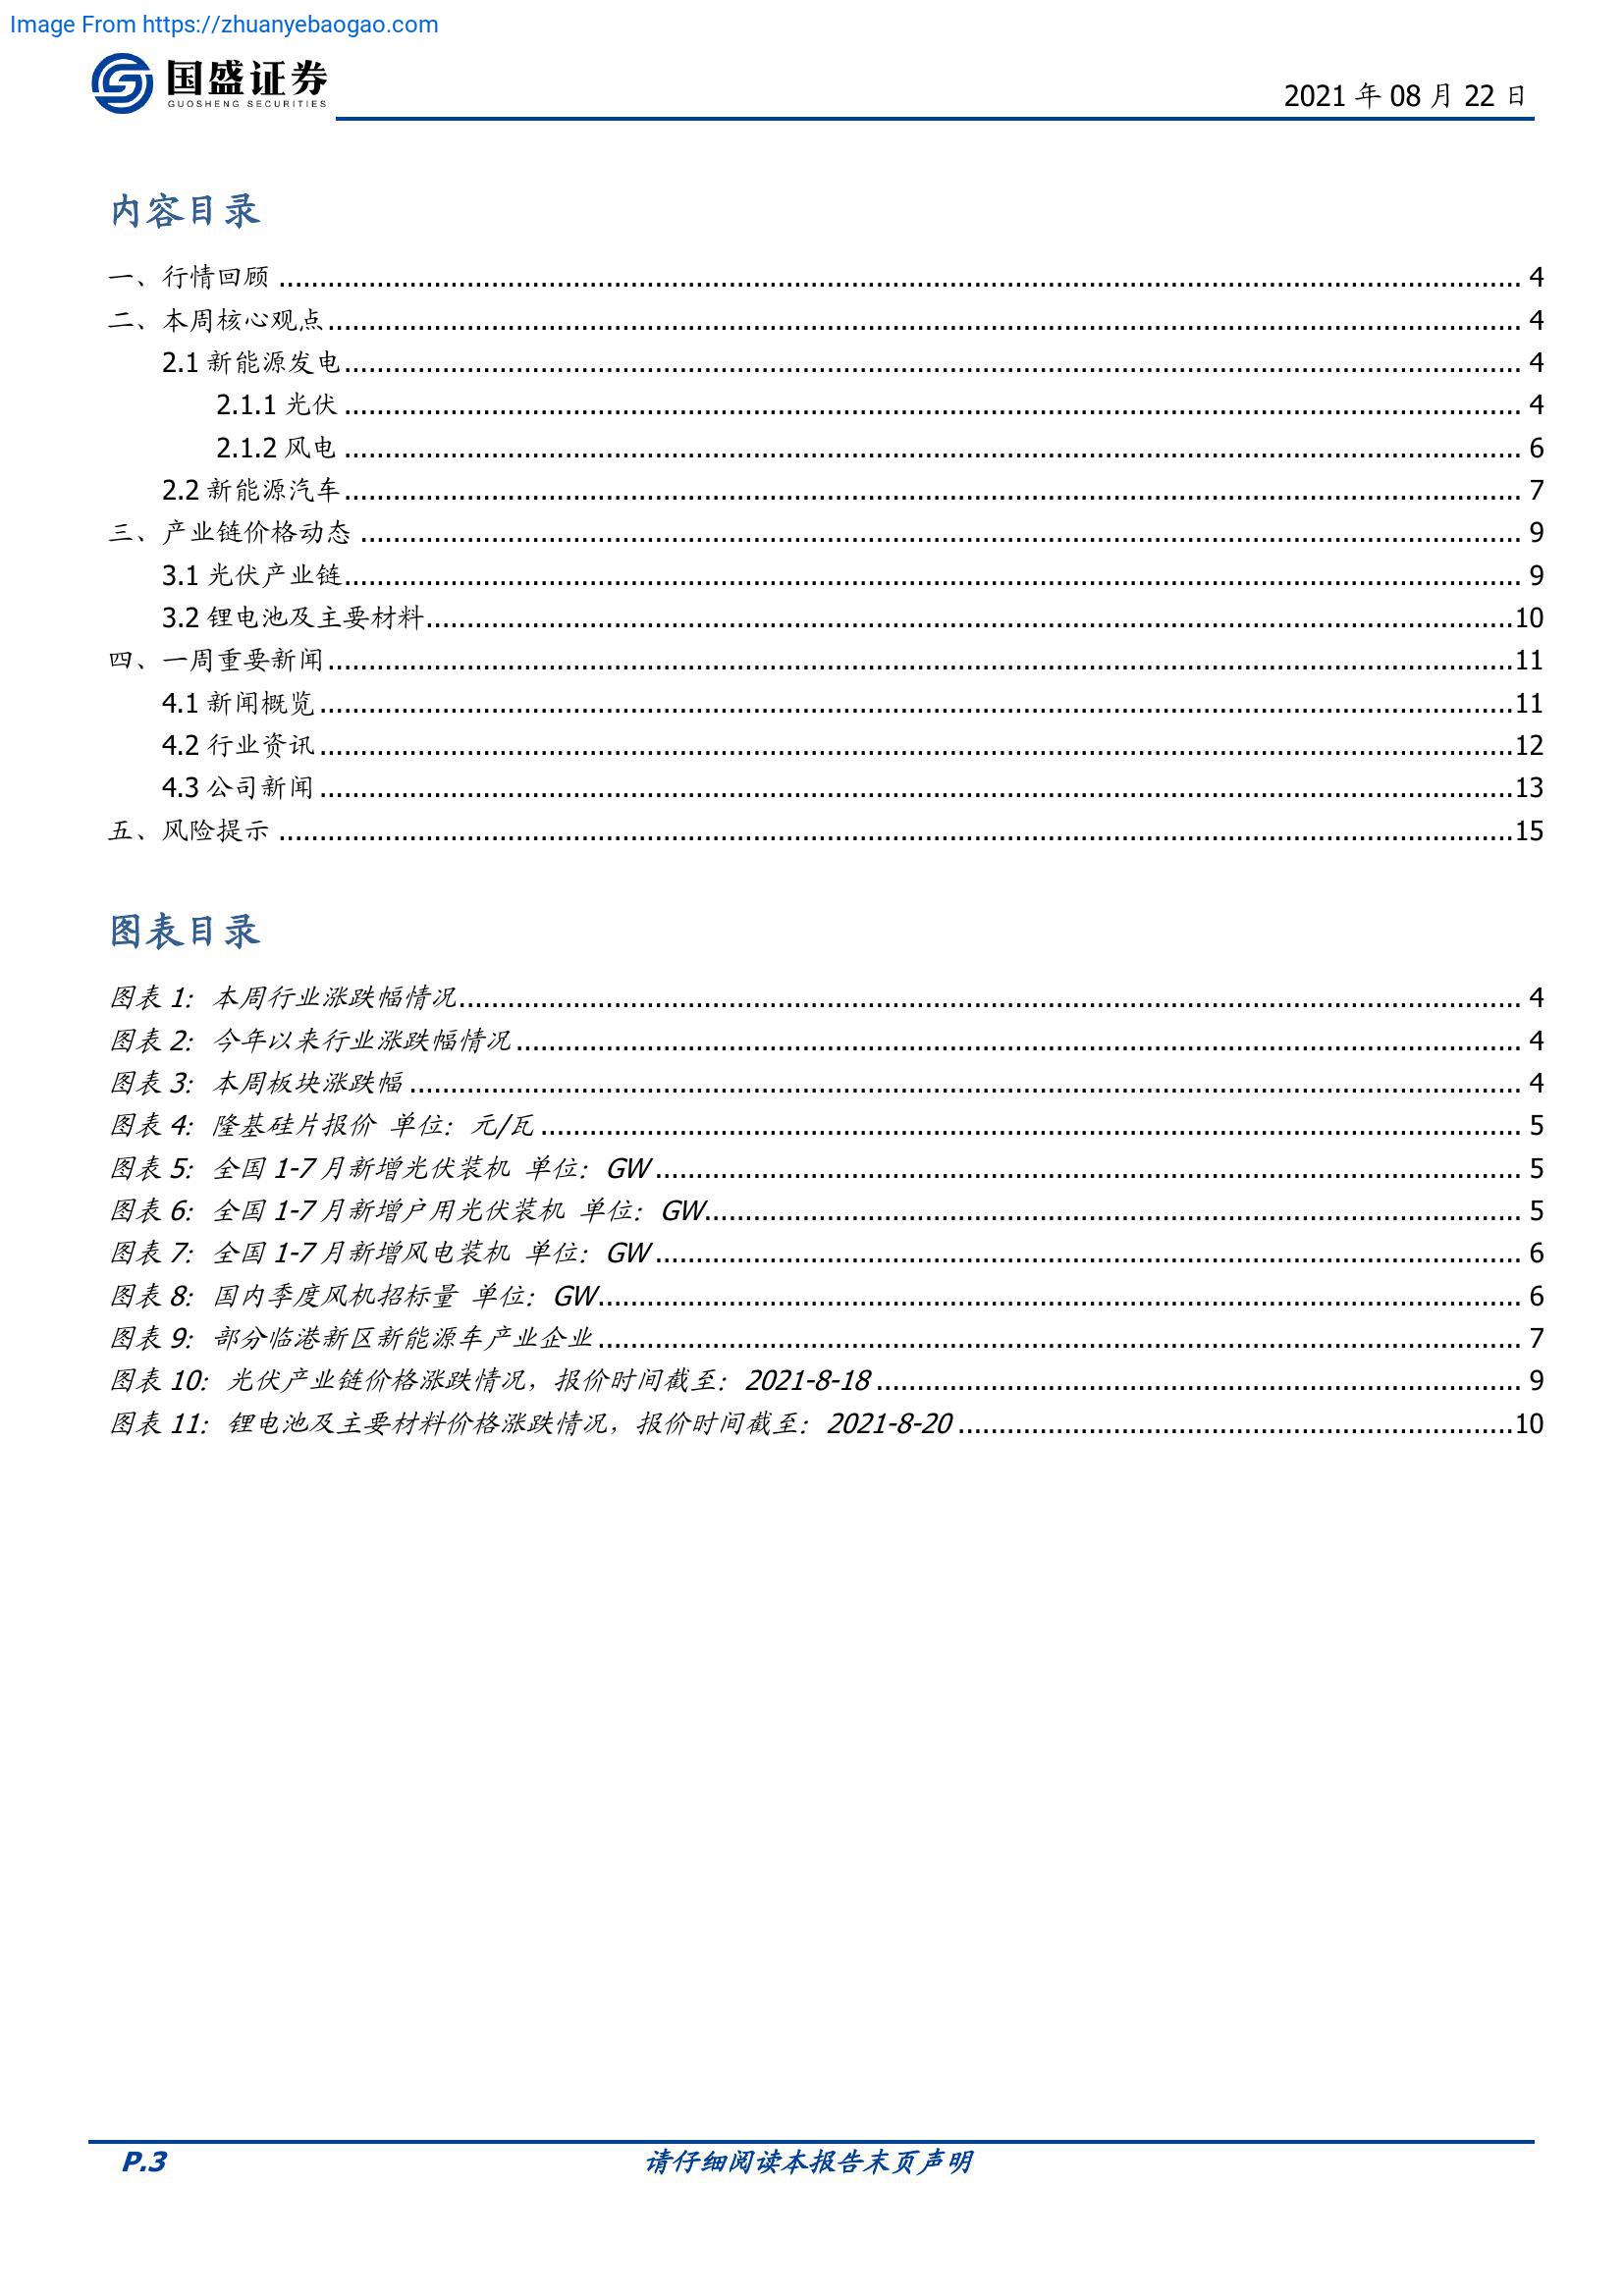 Image From https://zhuanyebaogao.com
国盛证券
GUOSHENG SECURITIES
2021 年 08 月 22 日
内容目录
一、行情回顾 ........ 4
二、本周核心观点 ........ 4
2.1 新能源发电 ........ 4
2.1.1 光伏 ........ 4
2.1.2 风电 ........ 6
2.2 新能源汽车 ........ 7
三、产业链价格动态 ........ 9
3.1 光伏产业链 ........ 9
3.2 锂电池及主要材料 ........ 10
四、一周重要新闻 ........ 11
4.1 新闻概览 ........ 11
4.2 行业资讯 ........ 12
4.3 公司新闻 ........ 13
五、风险提示 ........ 15
图表目录
图表 1：本周行业涨跌幅情况 ........ 4
图表 2：今年以来行业涨跌幅情况 ........ 4
图表 3：本周板块涨跌幅 ........ 4
图表 4：隆基硅片报价 单位：元/瓦 ........ 5
图表 5：全国 1-7 月新增光伏装机 单位：GW ........ 5
图表 6：全国 1-7 月新增户用光伏装机 单位：GW ........ 5
图表 7：全国 1-7 月新增风电装机 单位：GW ........ 6
图表 8：国内季度风机招标量 单位：GW ........ 6
图表 9：部分临港新区新能源车产业企业 ........ 7
图表 10：光伏产业链价格涨跌情况，报价时间截至：2021-8-18 ........ 9
图表 11：锂电池及主要材料价格涨跌情况，报价时间截至：2021-8-20 ........ 10
P.3
请仔细阅读本报告末页声明